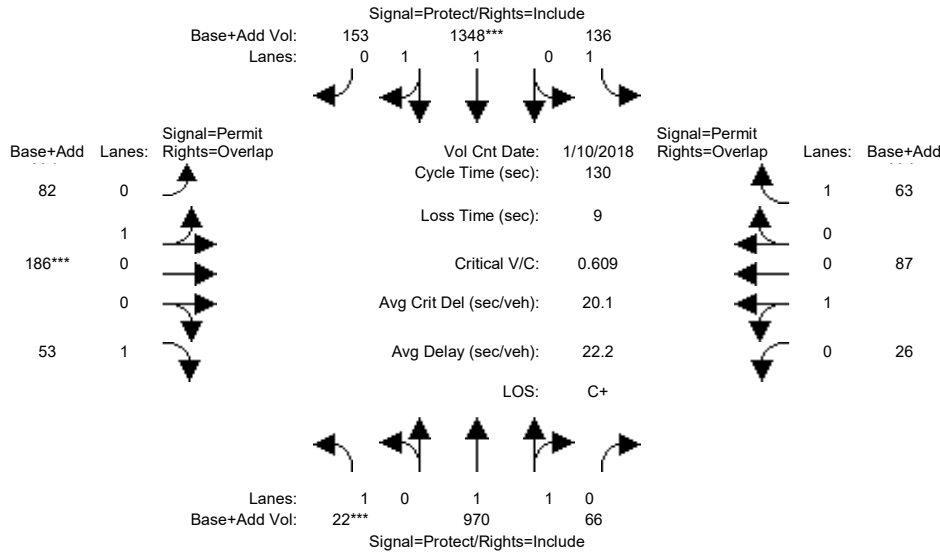 Signal=Protect/Rights=Include
Base+Add Vol: 153 1348*** 136
Lanes: 0 1 1 0 1
Signal=Permit
Base+Add Lanes: Rights=Overlap
Vol Cnt Date: 1/10/2018
Signal=Permit
Rights=Overlap Lanes: Base+Add
Cycle Time (sec): 130
82 0
1 63
Loss Time (sec): 9
1
0
186*** 0
Critical V/C: 0.609
0 87
0
Avg Crit Del (sec/veh): 20.1
1
53 1
Avg Delay (sec/veh): 22.2
0 26
LOS: C+
Lanes: 1 0 1 1 0
Base+Add Vol: 22*** 970 66
Signal=Protect/Rights=Include